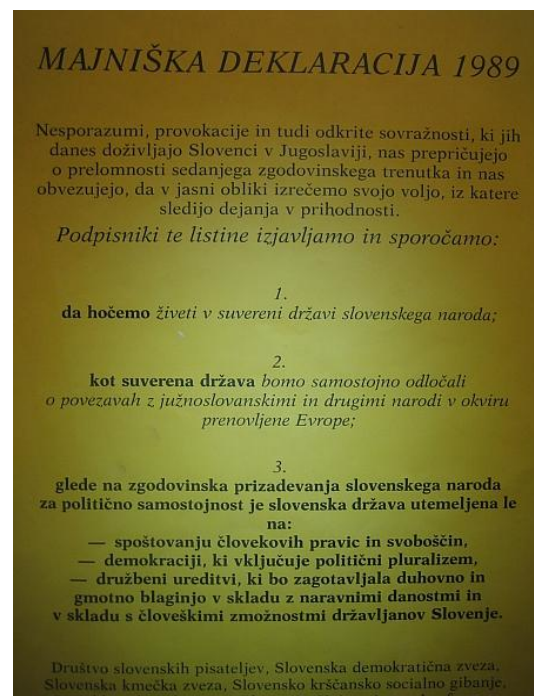 MAJNIŠKA DEKLARACIJA 1989
Nesporazumi, provokacije in tudi odkrite sovražnosti, ki jih
danes doživljajo Slovenci v Jugoslaviji, nas prepričujejo
o prelomnosti sedanjega zgodovinskega trenutka in nas
obvezujejo, da v jasni obliki izrečemo svojo voljo, iz katere
sledijo dejanja v prihodnosti.
Podpisniki te listine izjavljamo in sporočamo:
1.
da hočemo živeti v suvereni državi slovenskega naroda;
2.
kot suverena država bomo samostojno odločali
o povezavah z južnoslovanskimi in drugimi narodi v okviru
prenovljene Evrope;
3.
glede na zgodovinska prizadevanja slovenskega naroda
za politično samostojnost je slovenska država utemeljena le
na:
— spoštovanju človekovih pravic in svoboščin,
— demokraciji, ki vključuje politični pluralizem,
— družbeni ureditvi, ki bo zagotavljala duhovno in
gmotno blaginjo v skladu z naravnimi danostmi in
v skladu s človeškimi zmožnostmi državljanov Slovenije.
Društvo slovenskih pisateljev, Slovenska demokratična zveza,
Slovenska kmečka zveza, Slovensko krščansko socialno gibanje,